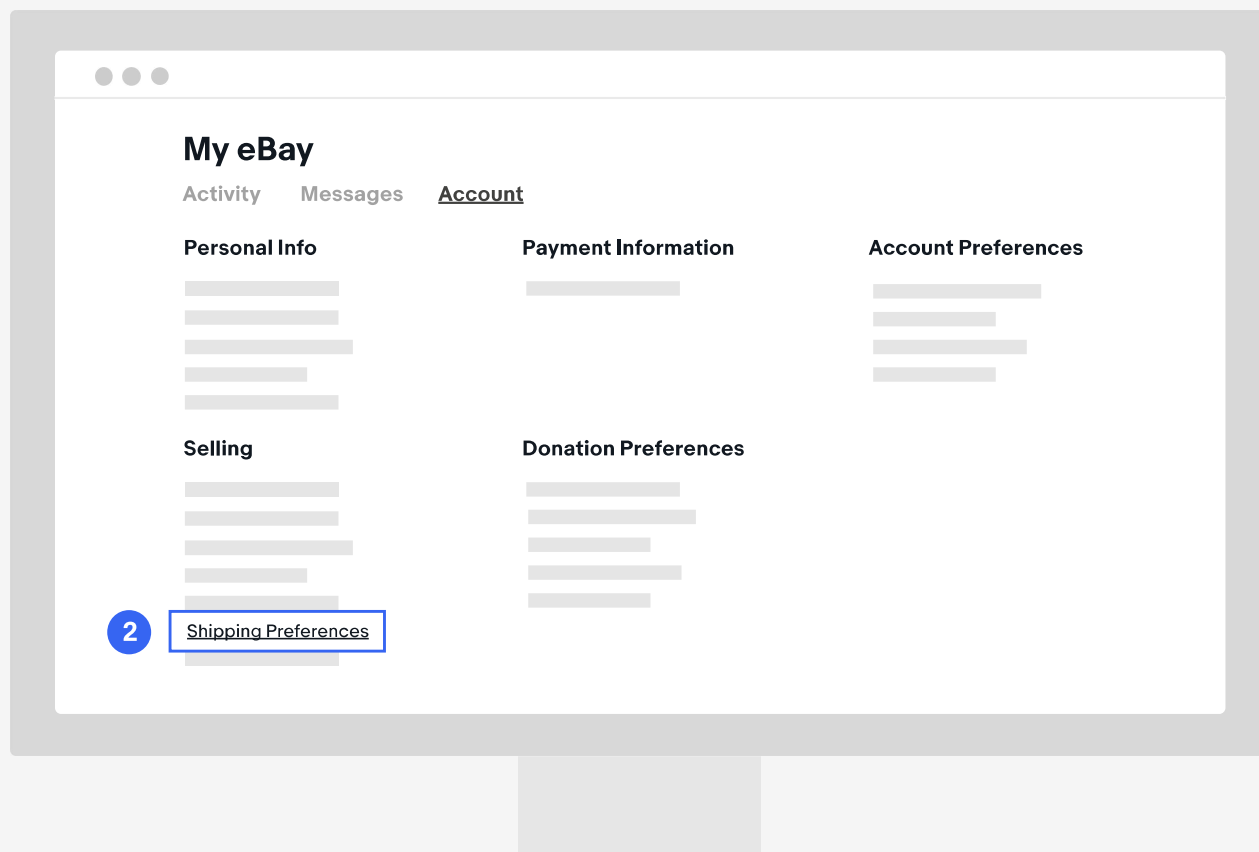 My eBay
Activity Messages Account
Personal Info Payment Information Account Preferences
Selling Donation Preferences
2 Shipping Preferences